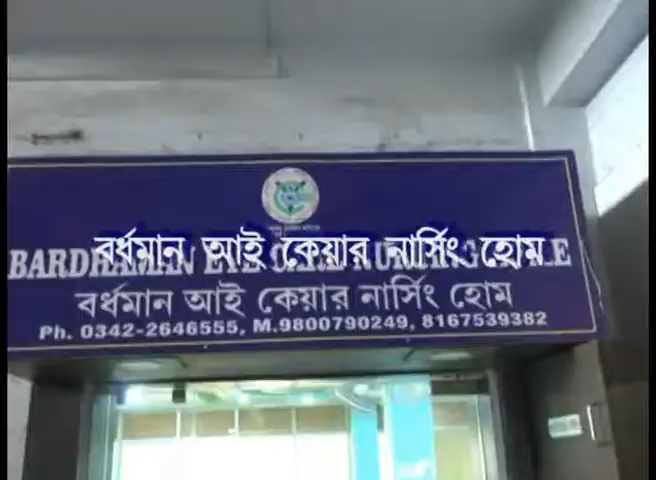 বর্ধমান আই কেয়ার নার্সিং হোম
BARDHAMAN EYE CARE NURSING HOME
বর্ধমান আই কেয়ার নার্সিং হোম
Ph. 0342-2646555, M.9800790249, 8167539382